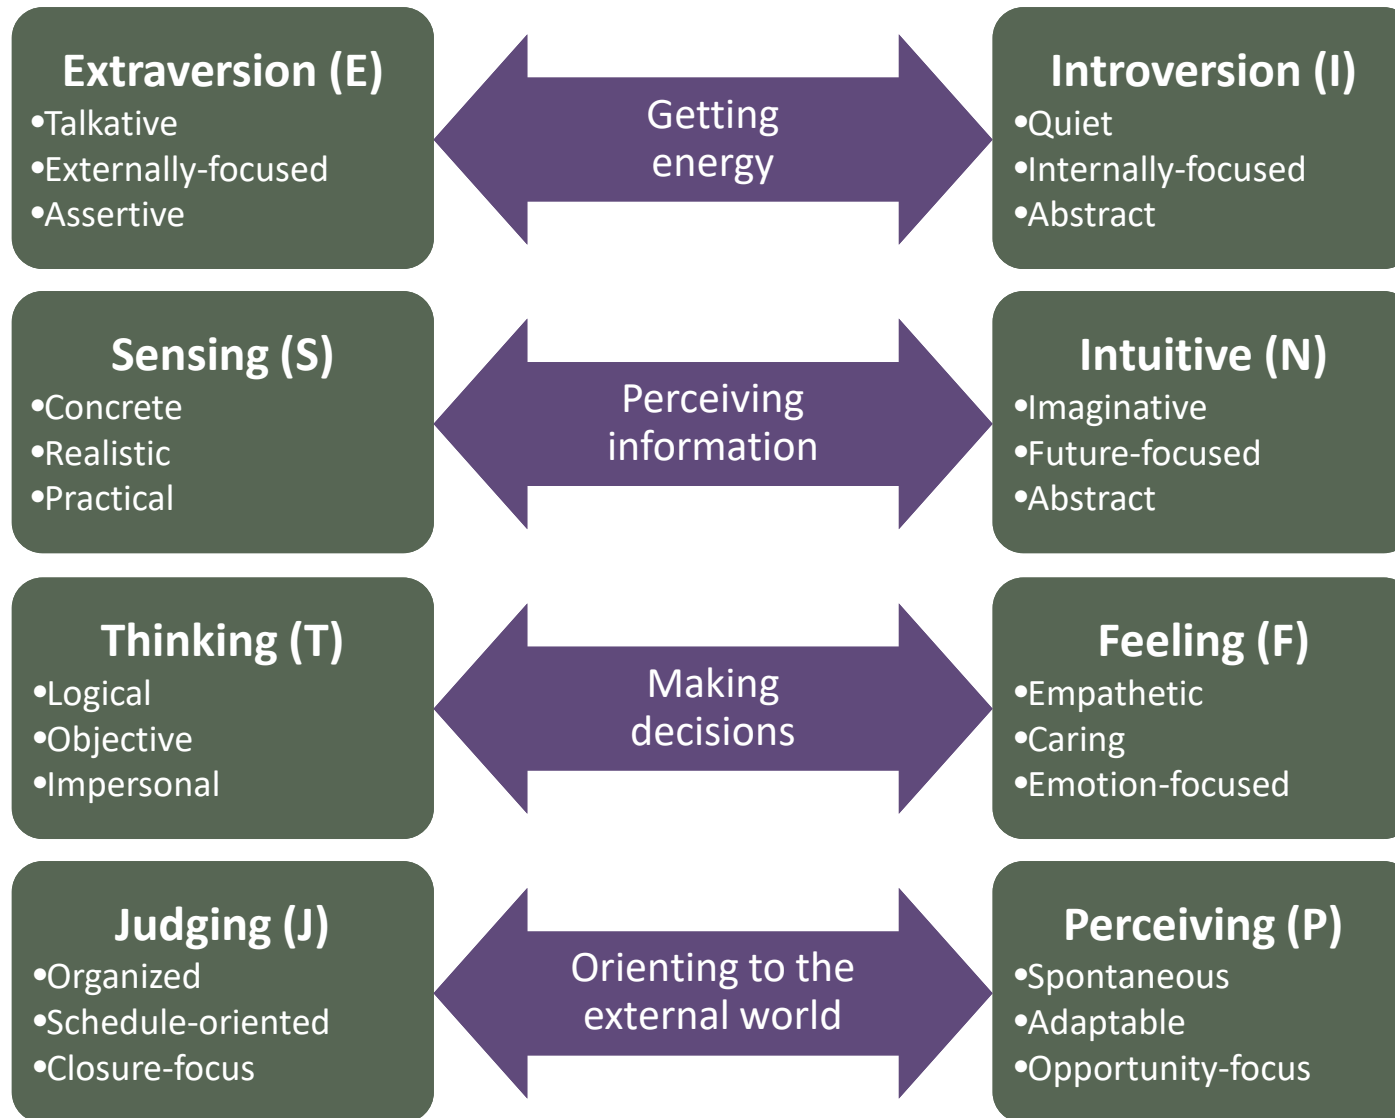 Extraversion (E)
•Talkative
•Externally-focused
•Assertive
Getting
energy
Introversion (I)
•Quiet
•Internally-focused
•Abstract
Sensing (S)
•Concrete
•Realistic
•Practical
Perceiving
information
Intuitive (N)
•Imaginative
•Future-focused
•Abstract
Thinking (T)
•Logical
•Objective
•Impersonal
Making
decisions
Feeling (F)
•Empathetic
•Caring
•Emotion-focused
Judging (J)
•Organized
•Schedule-oriented
•Closure-focus
Orienting to the
external world
Perceiving (P)
•Spontaneous
•Adaptable
•Opportunity-focus